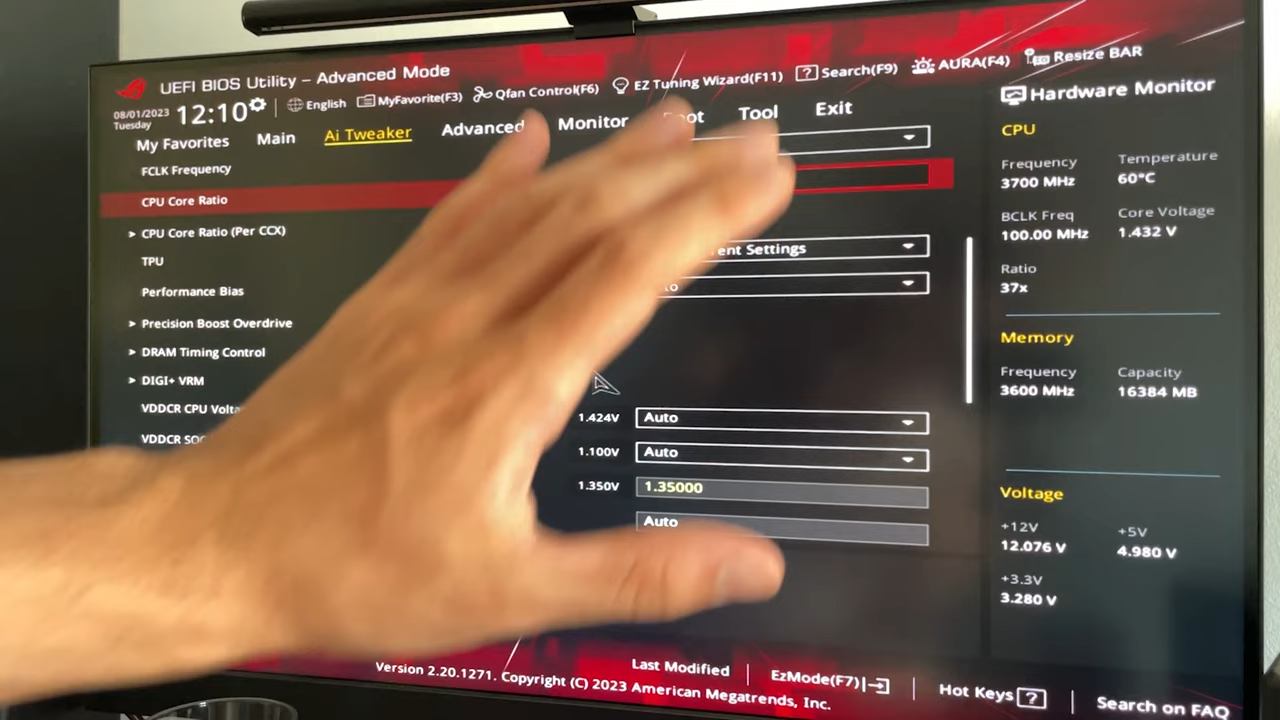 UEFI BIOS Utility – Advanced Mode
08/01/2023
Tuesday
12:10
English
MyFavorite(F3)
Qfan Control(F6)
EZ Tuning Wizard(F11)
Search(F9)
AURA(F4)
Resize BAR
My Favorites
Main
Ai Tweaker
Advanced
Monitor
Tool
Exit
Hardware Monitor
FCLK Frequency
CPU Core Ratio
CPU Core Ratio (Per CCX)
TPU
Performance Bias
Precision Boost Overdrive
DRAM Timing Control
DIGI+ VRM
VDDCR CPU
VDDCR SOC
Settings
1.424V
Auto
1.100V
Auto
1.350V
1.35000
Auto
CPU
Frequency
Temperature
3700 MHz
60°C
BCLK Freq
Core Voltage
100.00 MHz
1.432 V
Ratio
37x
Memory
Frequency
Capacity
3600 MHz
16384 MB
Voltage
+12V
+5V
12.076 V
4.980 V
+3.3V
3.280 V
Last Modified
EzMode(F7)
Hot Keys ?
Search on FAQ
Version 2.20.1271. Copyright (C) 2023 American Megatrends, Inc.